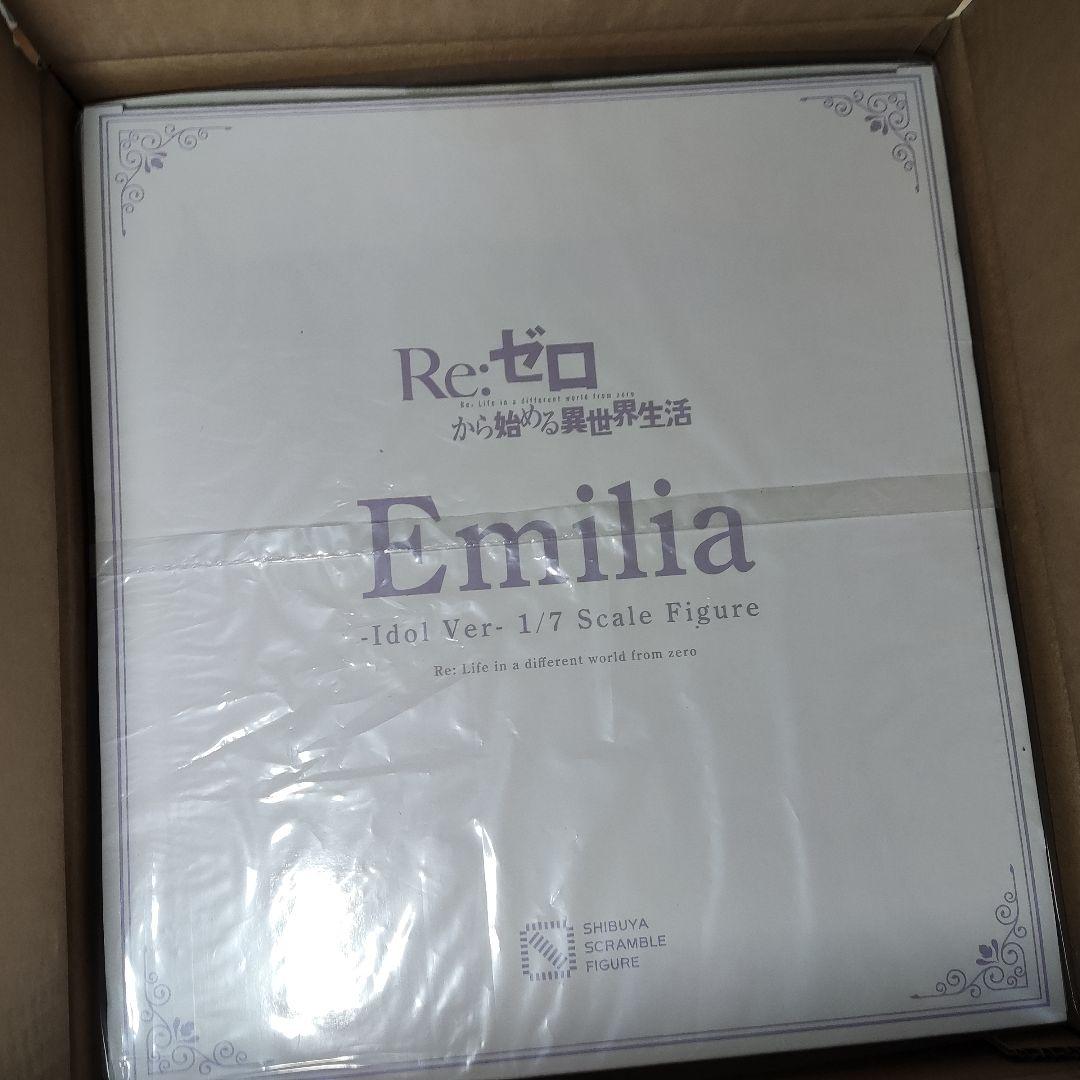 Re:ゼロ
Re: Life in a different world from zero
から始める異世界生活
Emilia
-Idol Ver- 1/7 Scale Figure
Re: Life in a different world from zero
SHIBUYA
SCRAMBLE
FIGURE